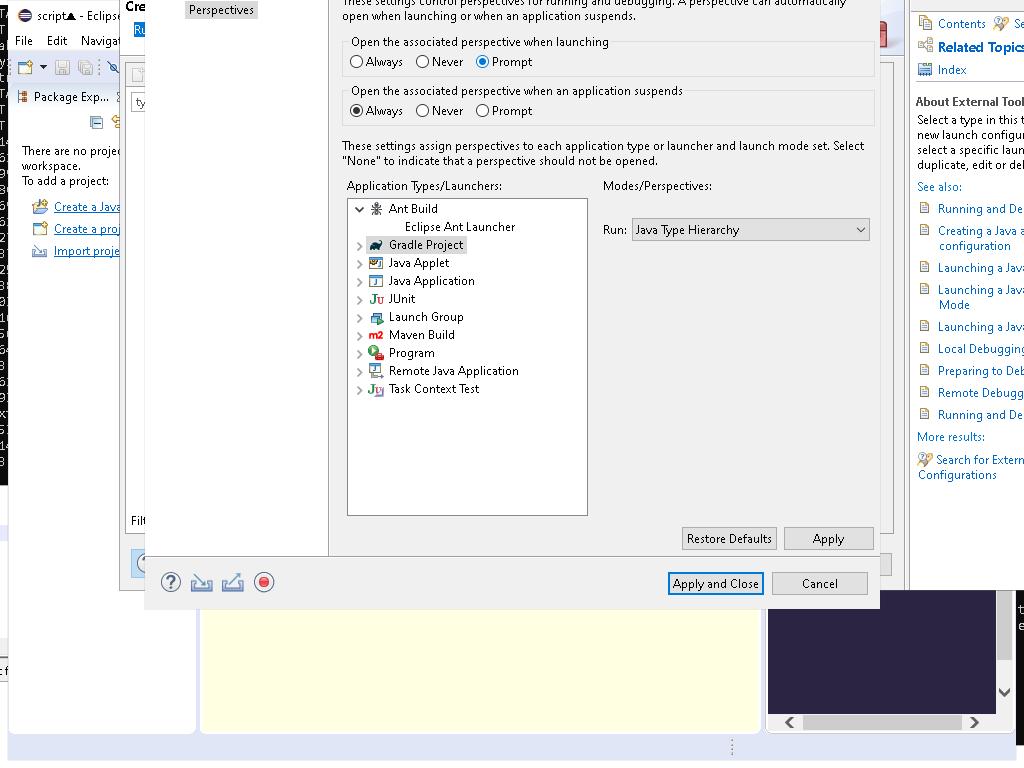 script - Eclipse
File Edit Navigat
Package Exp...
There are no proje
workspace.
To add a project:
Create a Java
Create a proj
Import proje
Cre
Ru
ty
Filt
Perspectives
These settings control perspectives for running and debugging. A perspective can automatically
open when launching or when an application suspends.
Open the associated perspective when launching
Always Never Prompt
Open the associated perspective when an application suspends
Always Never Prompt
These settings assign perspectives to each application type or launcher and launch mode set. Select
"None" to indicate that a perspective should not be opened.
Application Types/Launchers:
Modes/Perspectives:
Ant Build
Eclipse Ant Launcher
Gradle Project
Java Applet
Java Application
JUnit
Launch Group
Maven Build
Program
Remote Java Application
Task Context Test
Run: Java Type Hierarchy
Restore Defaults Apply
Apply and Close Cancel
Contents Se
Related Topics
Index
About External Tool
Select a type in this t
new launch configur
select a specific laun
duplicate, edit or del
See also:
Running and De
Creating a Java a
configuration
Launching a Java
Launching a Java
Mode
Launching a Java
Local Debugging
Preparing to Deb
Remote Debugg
Running and De
More results:
Search for Extern
Configurations